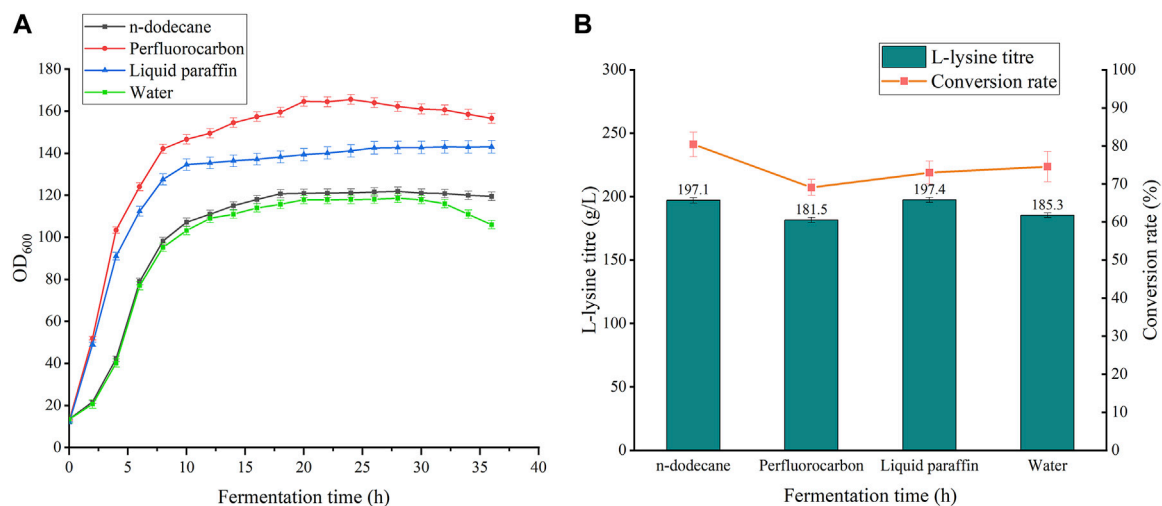 A
n-dodecane
Perfluorocarbon
Liquid paraffin
Water
180
160
140
120
100
80
60
40
20
0
OD600
0 5 10 15 20 25 30 35 40
Fermentation time (h)
B
L-lysine titre
Conversion rate
300
250
200
150
100
50
0
L-lysine titre (g/L)
197.1 181.5 197.4 185.3
100
90
80
70
60
50
40
30
20
10
0
Conversion rate (%)
n-dodecane Perfluorocarbon Liquid paraffin Water
Fermentation time (h)